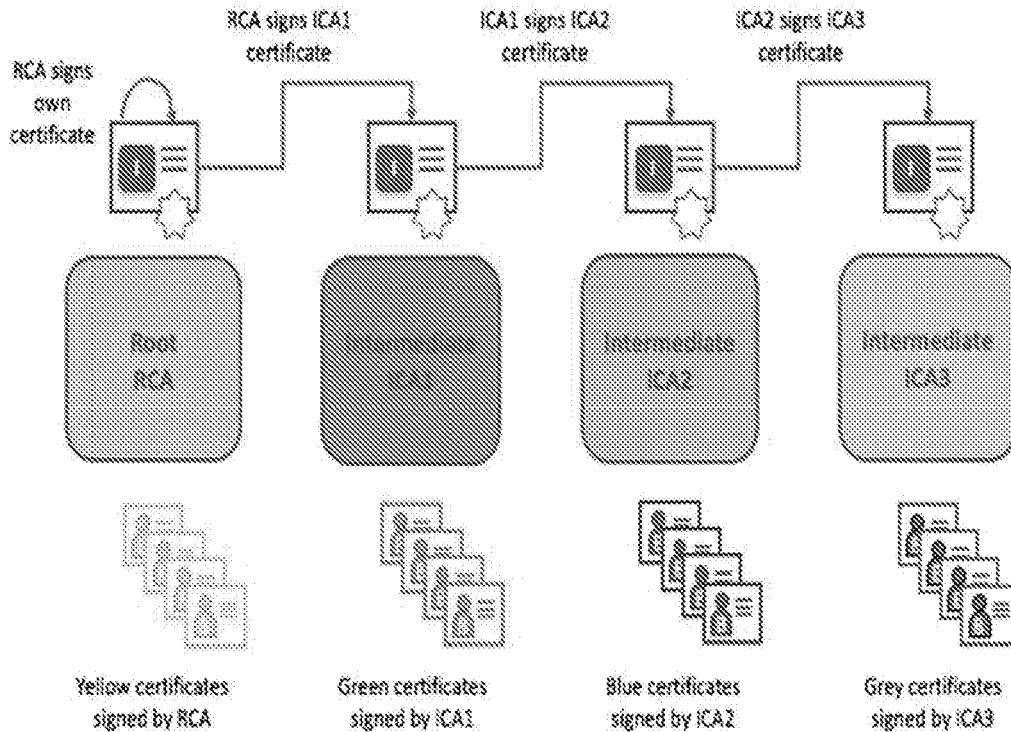 RCA signs ICA1
certificate
ICA1 signs ICA2
certificate
ICA2 signs ICA3
certificate
RCA signs
own
certificate
Root
RCA
Intermediate
ICA2
Intermediate
ICA3
Yellow certificates
signed by RCA
Green certificates
signed by ICA1
Blue certificates
signed by ICA2
Grey certificates
signed by ICA3